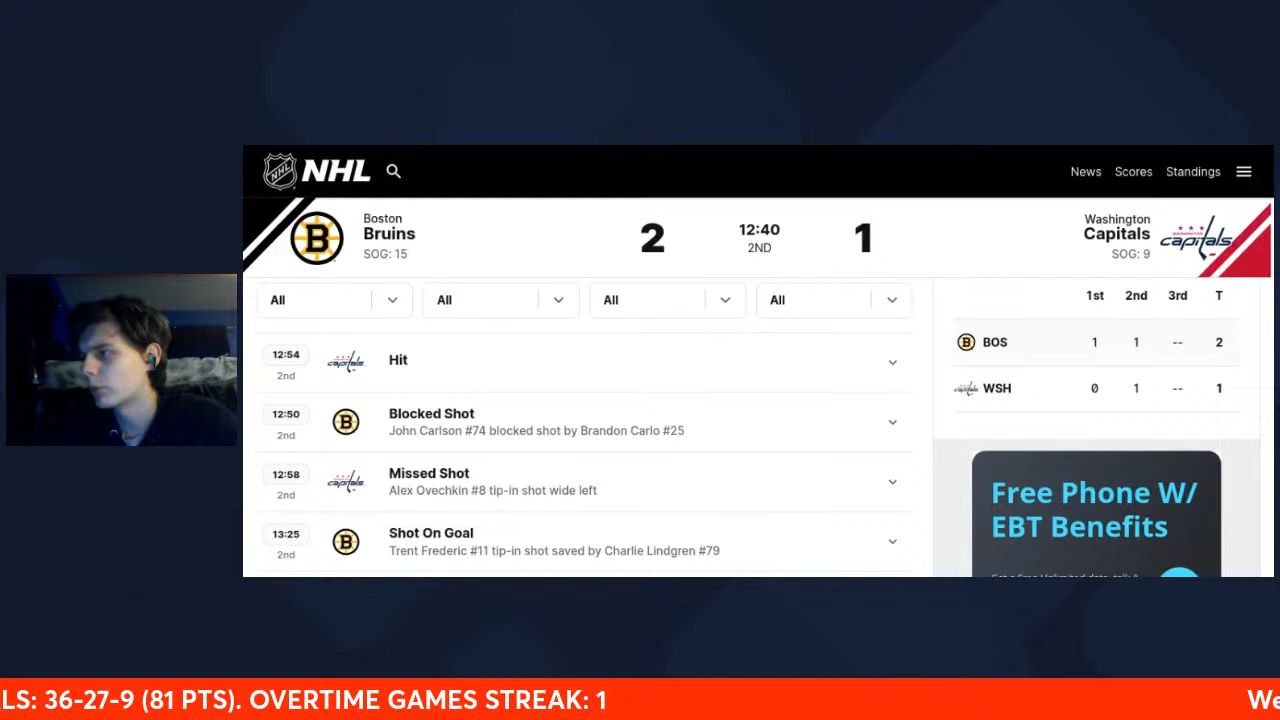 NHL
News Scores Standings
Boston
Bruins
SOG: 15
2
12:40
2ND
1
Washington
Capitals
SOG: 9
capitals
All All All All
12:54
2nd
capitals
Hit
12:50
2nd
B
Blocked Shot
John Carlson #74 blocked shot by Brandon Carlo #25
12:58
2nd
capitals
Missed Shot
Alex Ovechkin #8 tip-in shot wide left
13:25
2nd
B
Shot On Goal
Trent Frederic #11 tip-in shot saved by Charlie Lindgren #79
1st 2nd 3rd T
BOS 1 1 -- 2
WSH 0 1 -- 1
Free Phone W/
EBT Benefits
LS: 36-27-9 (81 PTS). OVERTIME GAMES STREAK: 1
We